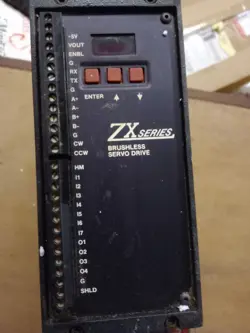 +5V
VOUT
ENBL
G
RX
TX
G
A+
A-
B+
B-
G
CW
CCW
HM
I1
I2
I3
I4
I5
I6
I7
O1
O2
O3
O4
G
SHLD
ENTER
ZX SERIES
BRUSHLESS
SERVO DRIVE